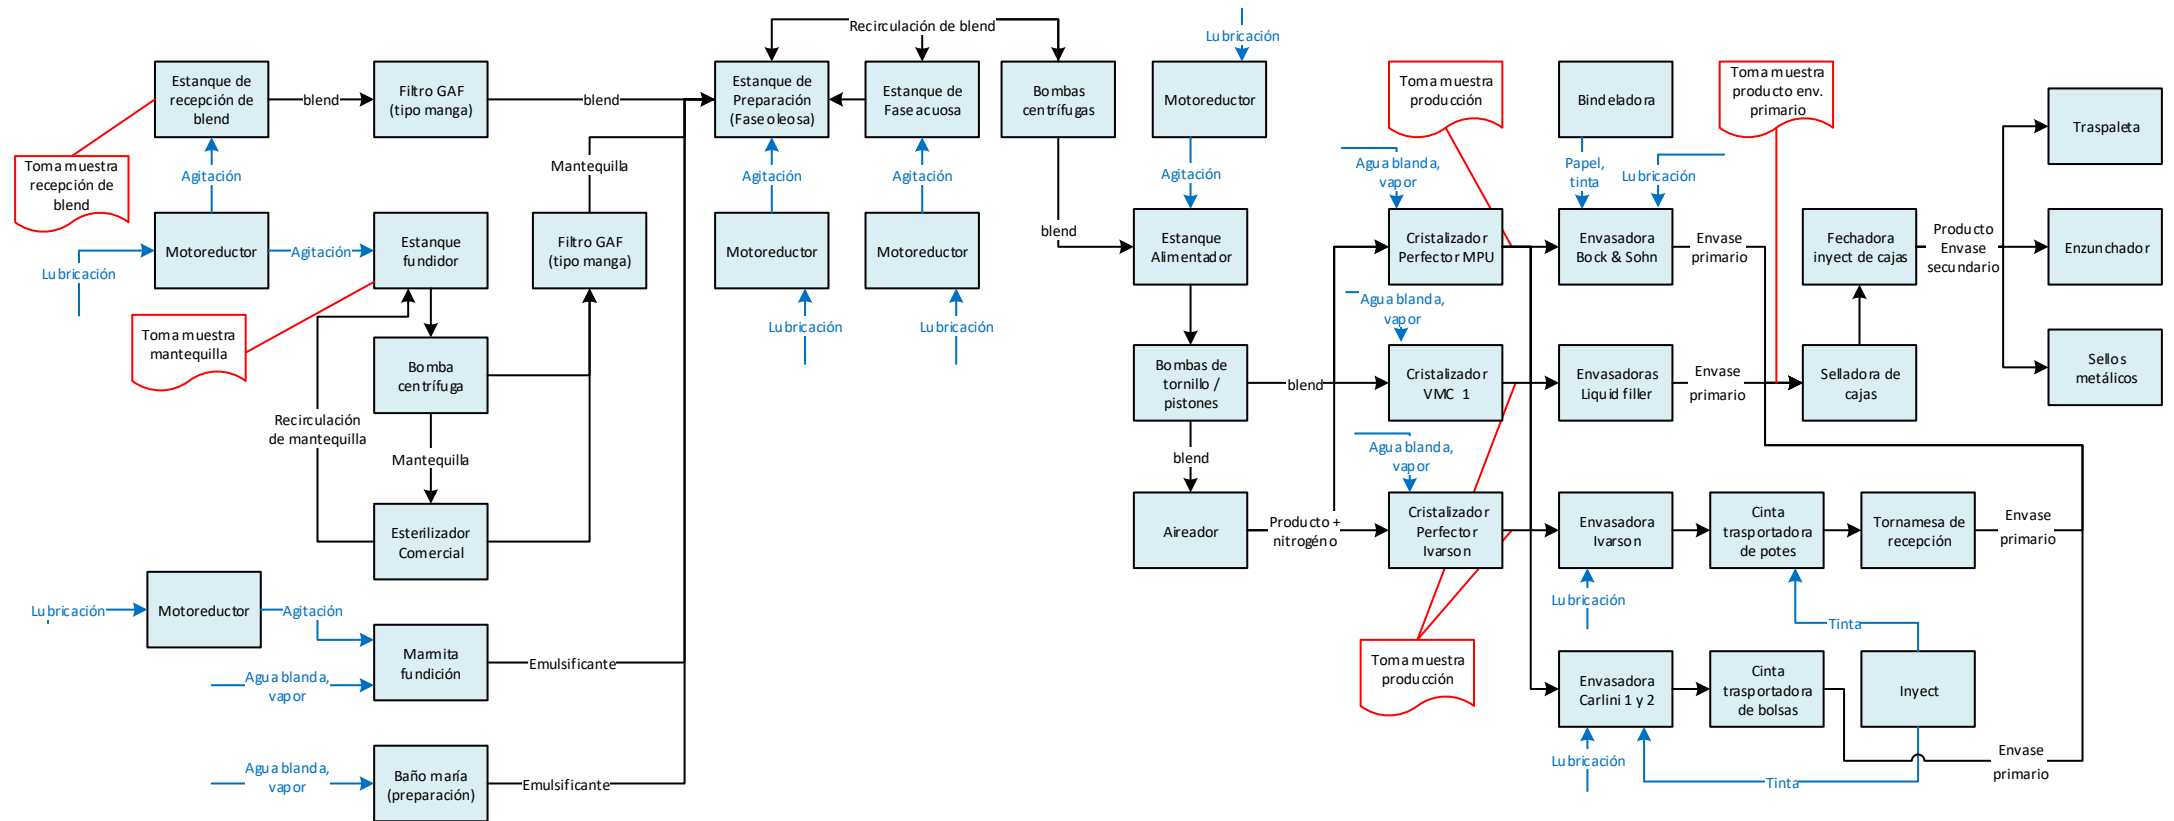 Recirculación de blend
Lubricación
Estanque de
recepción de
blend
blend
Filtro GAF
(tipo manga)
blend
Estanque de
Preparación
(Fase oleosa)
Estanque de
Fase acuosa
Bombas
centrífugas
Motoreductor
Toma muestra
producción
Bindeladora
Toma muestra
producto env.
primario
Traspaleta
Toma muestra
recepción de
blend
Agitación
Mantequilla
Agitación
Agitación
Agitación
Agua blanda,
vapor
Papel,
tinta
Lubricación
Motoreductor
Agitación
Lubricación
Estanque
fundidor
Filtro GAF
(tipo manga)
Motoreductor
Motoreductor
blend
Estanque
Alimentador
Cristalizador
Perfector MPU
Envasadora
Bock & Sohn
Envase
primario
Fechadora
inyect de cajas
Producto
Envase
secundario
Enzunchador
Toma muestra
mantequilla
Lubricación
Lubricación
Agua blanda,
vapor
Bomba
centrífuga
Bombas de
tornillo /
pistones
blend
Cristalizador
VMC 1
Envasadoras
Liquid filler
Envase
primario
Selladora de
cajas
Sellos
metálicos
Recirculación
de mantequilla
Mantequilla
blend
Agua blanda,
vapor
Esterilizador
Comercial
Aireador
Producto +
nitrogéno
Cristalizador
Perfector
Ivarson
Envasadora
Ivarson
Cinta
trasportadora
de potes
Tornamesa de
recepción
Envase
primario
Lubricación
Motoreductor
Agitación
Lubricación
Tinta
Marmita
fundición
Emulsificante
Agua blanda,
vapor
Toma muestra
producción
Envasadora
Carlini 1 y 2
Cinta
trasportadora
de bolsas
Inyect
Agua blanda,
vapor
Baño maría
(preparación)
Emulsificante
Lubricación
Tinta
Envase
primario